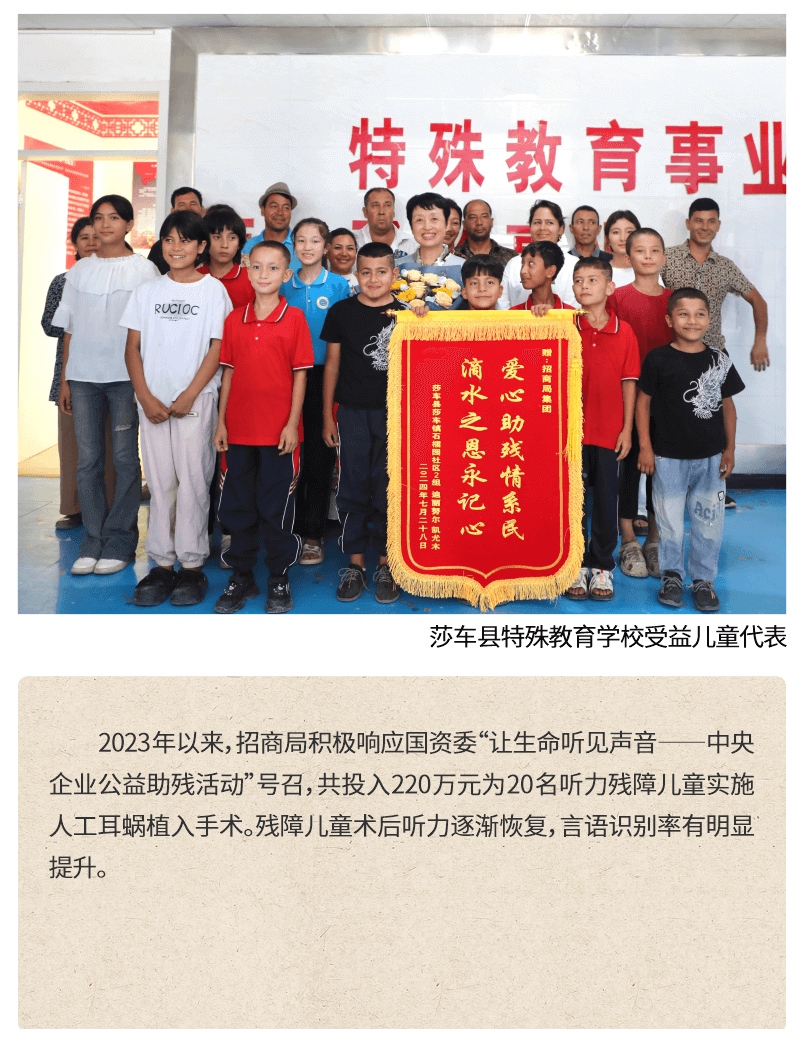 特殊教育事业
RUCIOC
赠：招商局集团
爱心助残情系民
滴水之恩永记心
莎车县莎车镇石榴园社区2组 迪丽努尔 凯尤木
二〇二四年七月二十八日
莎车县特殊教育学校受益儿童代表
2023年以来，招商局积极响应国资委“让生命听见声音——中央
企业公益助残活动”号召，共投入220万元为20名听力残障儿童实施
人工耳蜗植入手术。残障儿童术后听力逐渐恢复，言语识别率有明显
提升。